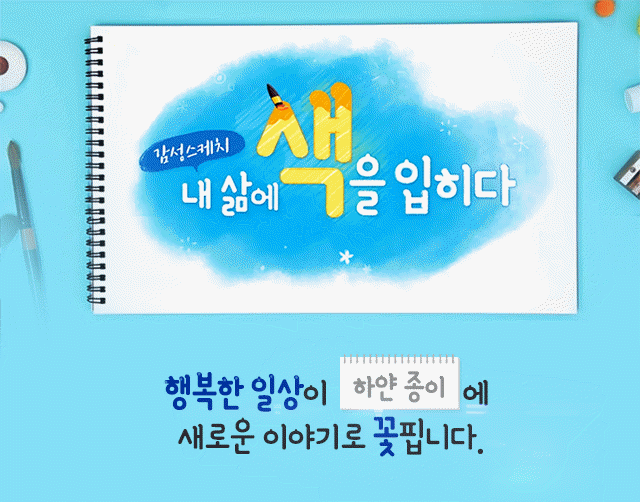 감성스케치
내 삶에 색을 입히다
행복한 일상이 하얀 종이에
새로운 이야기로 꽃핍니다.